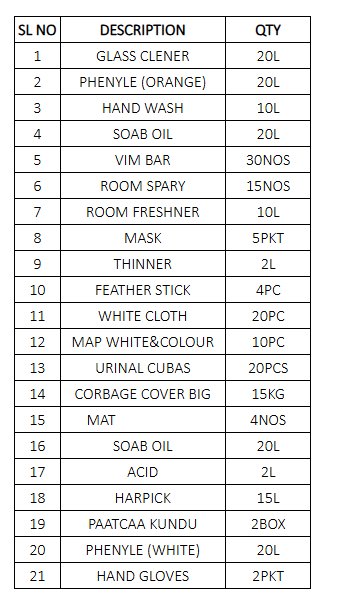 SL NO DESCRIPTION QTY
1 GLASS CLENER 20L
2 PHENYLE (ORANGE) 20L
3 HAND WASH 10L
4 SOAB OIL 20L
5 VIM BAR 30NOS
6 ROOM SPARY 15NOS
7 ROOM FRESHNER 10L
8 MASK 5PKT
9 THINNER 2L
10 FEATHER STICK 4PC
11 WHITE CLOTH 20PC
12 MAP WHITE&COLOUR 10PC
13 URINAL CUBAS 20PCS
14 CORBAGE COVER BIG 15KG
15 MAT 4NOS
16 SOAB OIL 20L
17 ACID 2L
18 HARPICK 15L
19 PAATCAA KUNDU 2BOX
20 PHENYLE (WHITE) 20L
21 HAND GLOVES 2PKT